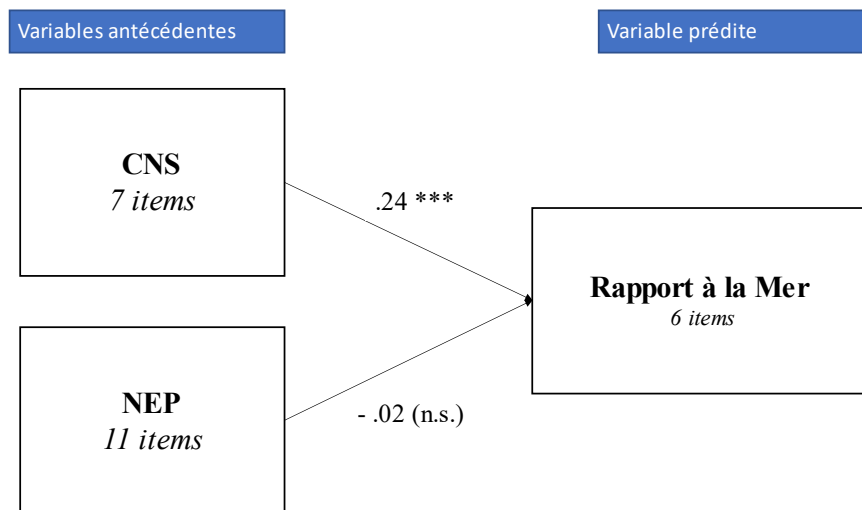 Variables antécédentes
Variable prédite
CNS
7 items
.24 ***
Rapport à la Mer
6 items
NEP
11 items
- .02 (n.s.)